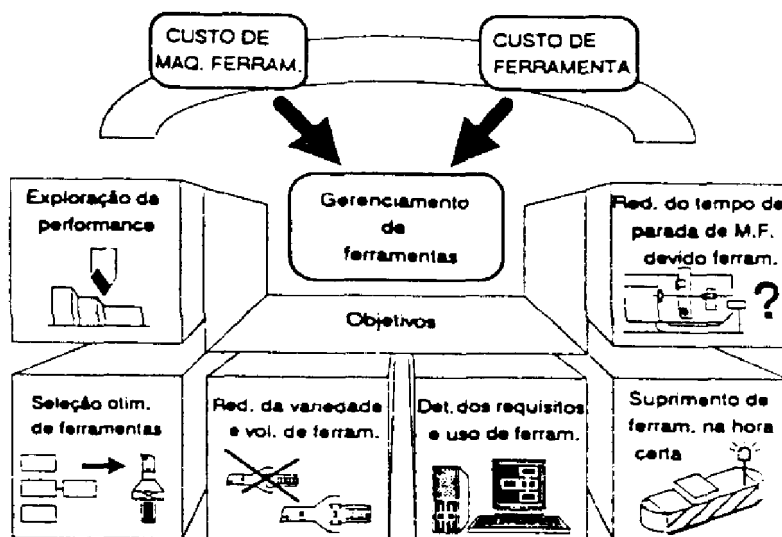 CUSTO DE
MAQ. FERRAM.
CUSTO DE
FERRAMENTA
Gerenciamento
de
ferramentas
Exploração da
performance
Red. do tempo de
parada de M.F.
devido ferram.
?
Objetivos
Seleção otim.
de ferramentas
Red. da variedade
e vol. de ferram.
Det. dos requisitos
e uso de ferram.
Suprimento de
ferram. na hora
certa